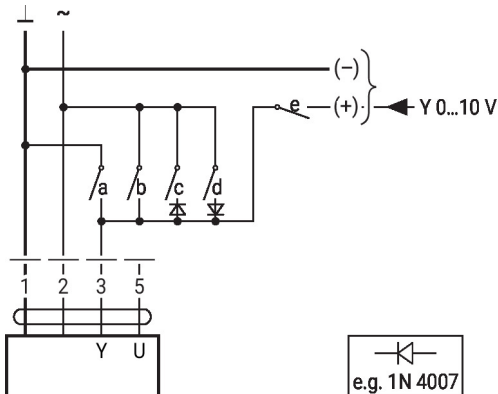 ⊥ ~
(−)
e (+) Y 0...10 V
a b c d
1 2 3 5
Y U
e.g. 1N 4007